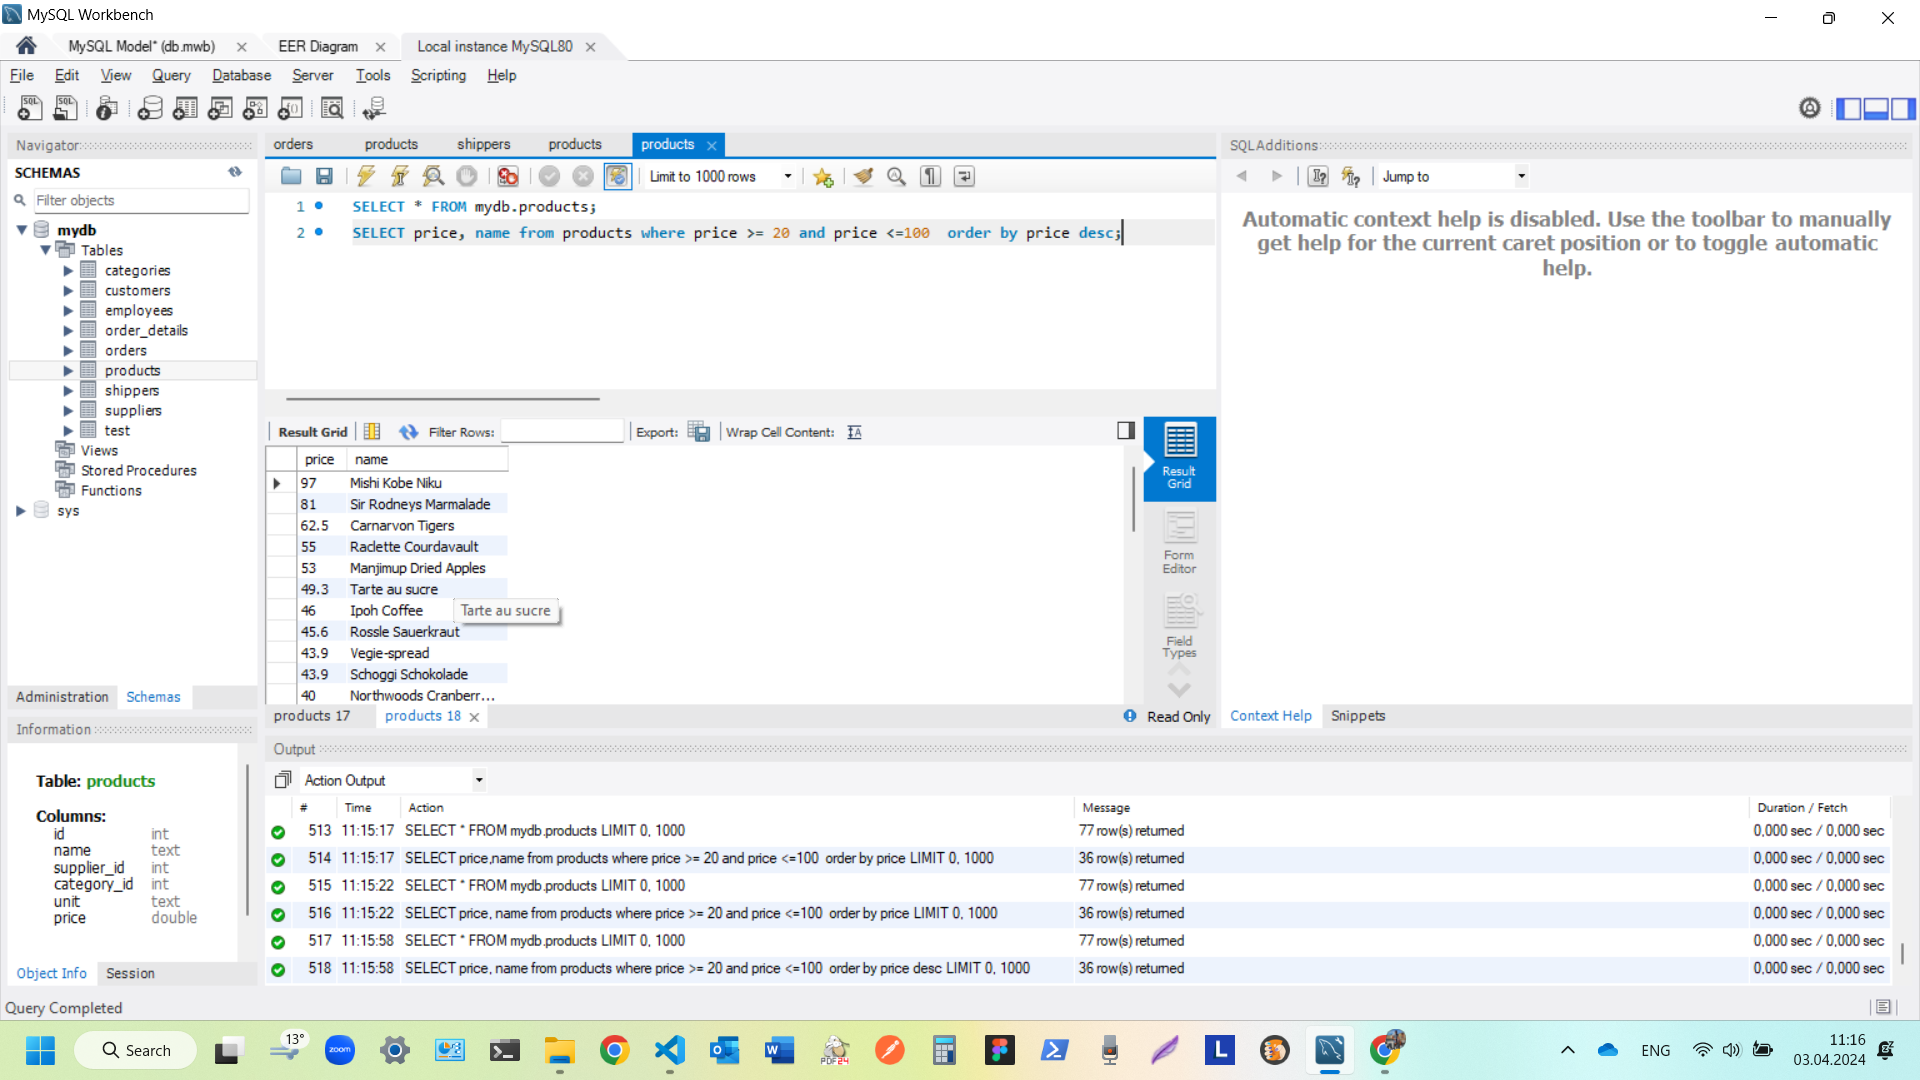 MySQL Workbench
MySQL Model* (db.mwb)
EER Diagram
Local instance MySQL80
File Edit View Query Database Server Tools Scripting Help
Navigator
SCHEMAS
Filter objects
mydb
Tables
categories
customers
employees
order_details
orders
products
shippers
suppliers
test
Views
Stored Procedures
Functions
sys
Administration Schemas
Information
Table: products
Columns:
id int
name text
supplier_id int
category_id int
unit text
price double
Object Info Session
orders products shippers products products
Limit to 1000 rows
1 SELECT * FROM mydb.products;
2 SELECT price, name from products where price >= 20 and price <=100  order by price desc;
Result Grid Filter Rows: Export: Wrap Cell Content:
price name
97 Mishi Kobe Niku
81 Sir Rodneys Marmalade
62.5 Carnarvon Tigers
55 Raclette Courdavault
53 Manjimup Dried Apples
49.3 Tarte au sucre
46 Ipoh Coffee
Tarte au sucre
45.6 Rossle Sauerkraut
43.9 Vegie-spread
43.9 Schoggi Schokolade
40 Northwoods Cranberr...
Result Grid
Form Editor
Field Types
products 17 products 18
Read Only
SQLAdditions
Jump to
Automatic context help is disabled. Use the toolbar to manually
get help for the current caret position or to toggle automatic
help.
Context Help Snippets
Output
Action Output
# Time Action Message Duration / Fetch
513 11:15:17 SELECT * FROM mydb.products LIMIT 0, 1000 77 row(s) returned 0,000 sec / 0,000 sec
514 11:15:17 SELECT price,name from products where price >= 20 and price <=100  order by price LIMIT 0, 1000 36 row(s) returned 0,000 sec / 0,000 sec
515 11:15:22 SELECT * FROM mydb.products LIMIT 0, 1000 77 row(s) returned 0,000 sec / 0,000 sec
516 11:15:22 SELECT price, name from products where price >= 20 and price <=100  order by price LIMIT 0, 1000 36 row(s) returned 0,000 sec / 0,000 sec
517 11:15:58 SELECT * FROM mydb.products LIMIT 0, 1000 77 row(s) returned 0,000 sec / 0,000 sec
518 11:15:58 SELECT price, name from products where price >= 20 and price <=100  order by price desc LIMIT 0, 1000 36 row(s) returned 0,000 sec / 0,000 sec
Query Completed
Search
13°
zoom
PDF24
L
ENG
11:16
03.04.2024